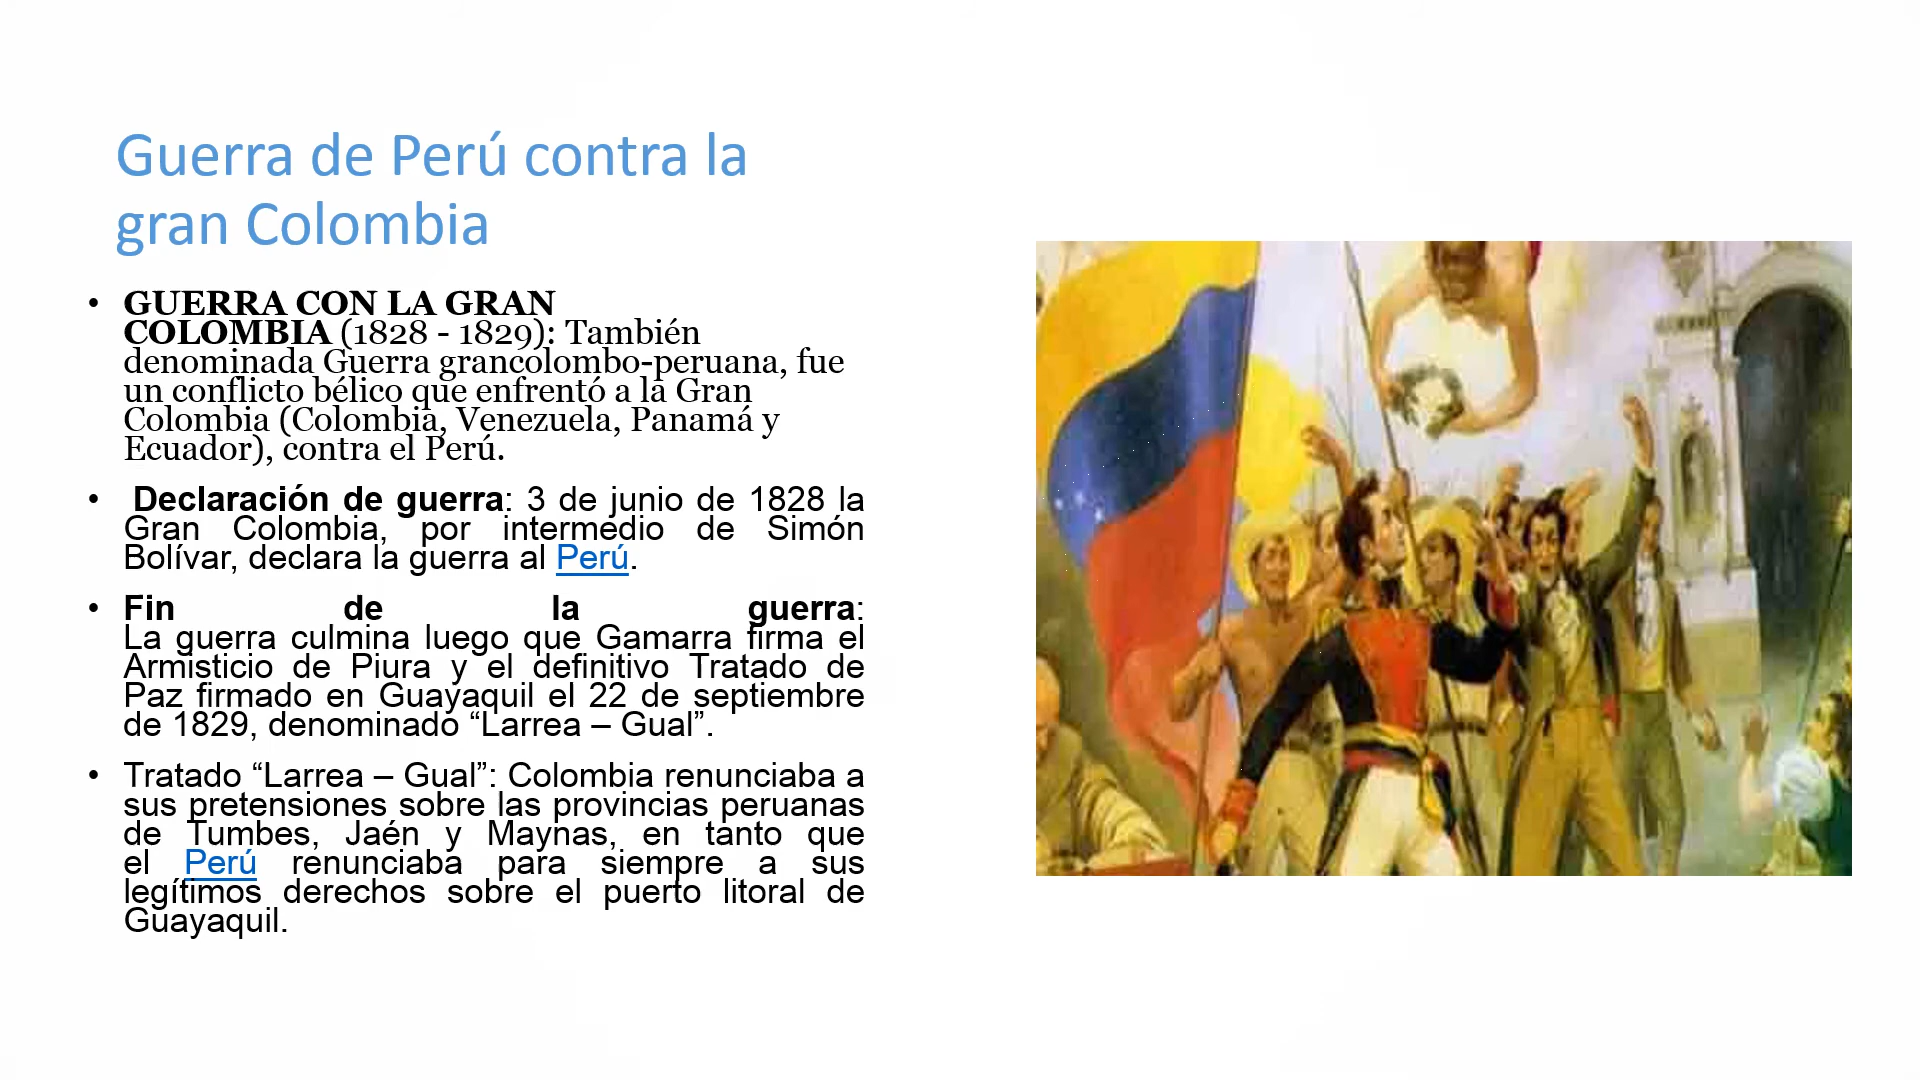 Guerra de Perú contra la
gran Colombia
• GUERRA CON LA GRAN
COLOMBIA (1828 - 1829): También
denominada Guerra grancolombo-peruana, fue
un conflicto bélico que enfrentó a la Gran
Colombia (Colombia, Venezuela, Panamá y
Ecuador), contra el Perú.
• Declaración de guerra: 3 de junio de 1828 la
Gran Colombia, por intermedio de Simón
Bolívar, declara la guerra al Perú.
• Fin de la guerra:
La guerra culmina luego que Gamarra firma el
Armisticio de Piura y el definitivo Tratado de
Paz firmado en Guayaquil el 22 de septiembre
de 1829, denominado “Larrea – Gual”.
• Tratado “Larrea – Gual”: Colombia renunciaba a
sus pretensiones sobre las provincias peruanas
de Tumbes, Jaén y Maynas, en tanto que
el Perú renunciaba para siempre a sus
legítimos derechos sobre el puerto litoral de
Guayaquil.